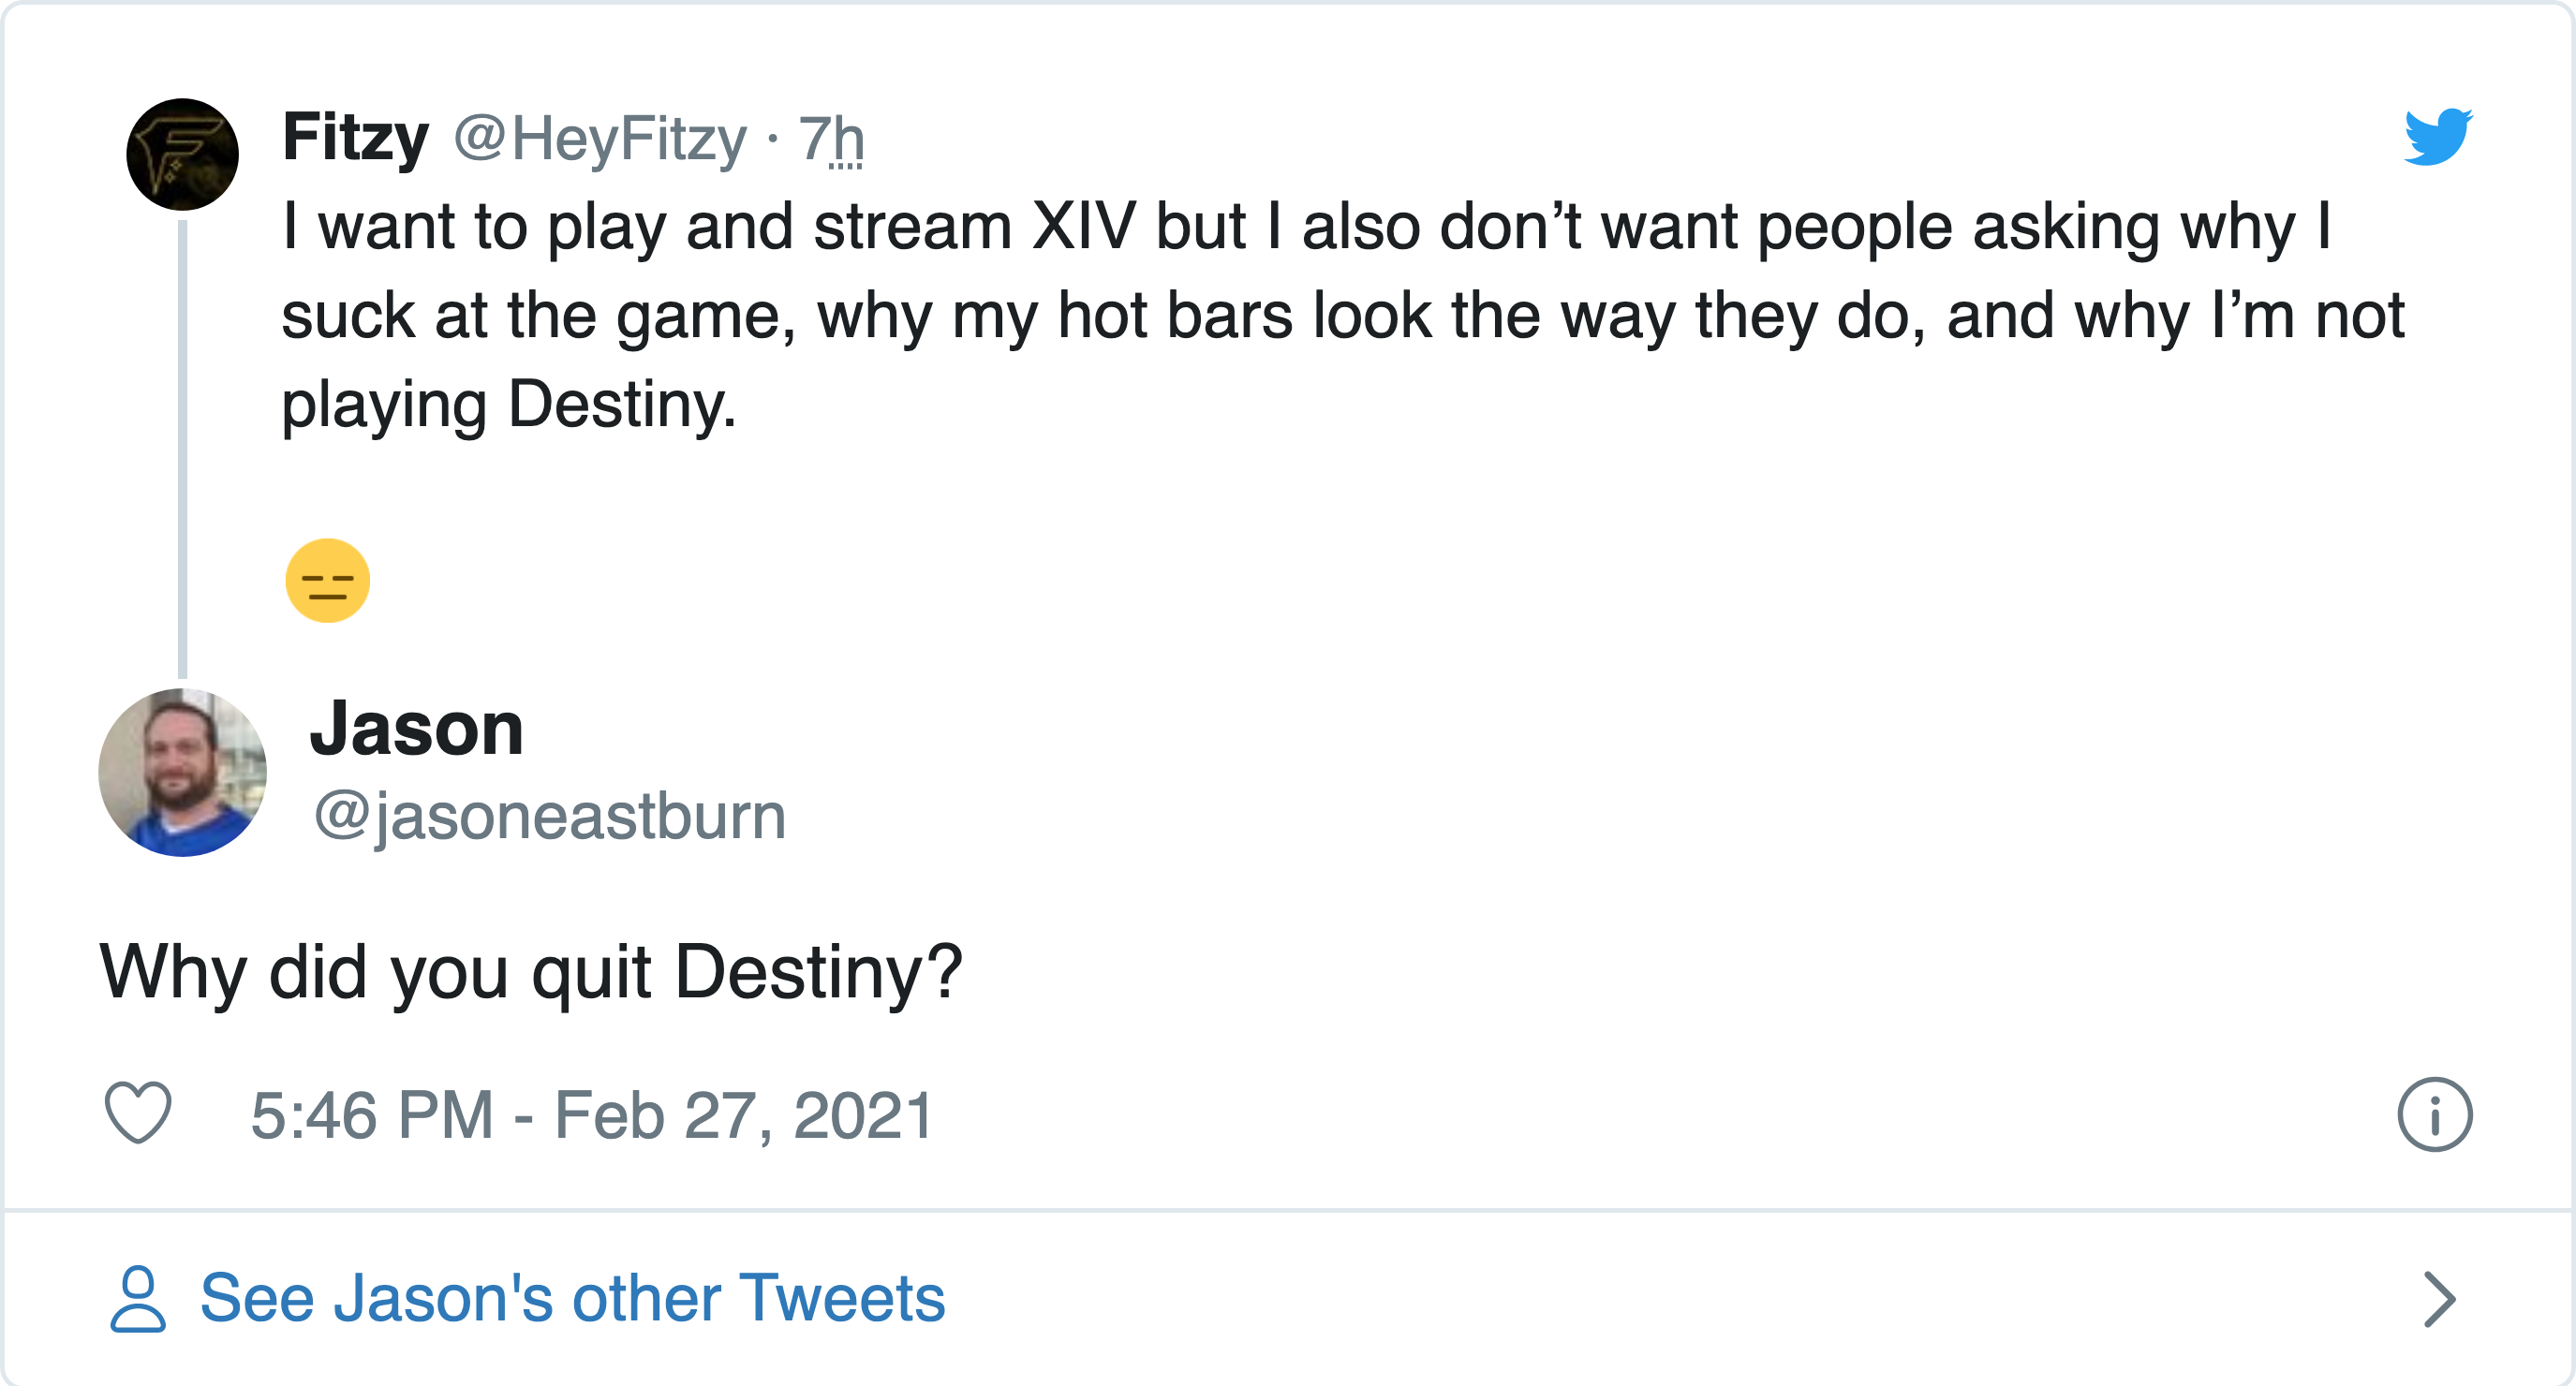 Fitzy @HeyFitzy · 7h
I want to play and stream XIV but I also don’t want people asking why I
suck at the game, why my hot bars look the way they do, and why I’m not
playing Destiny.
😑
Jason
@jasoneastburn
Why did you quit Destiny?
5:46 PM - Feb 27, 2021
See Jason's other Tweets